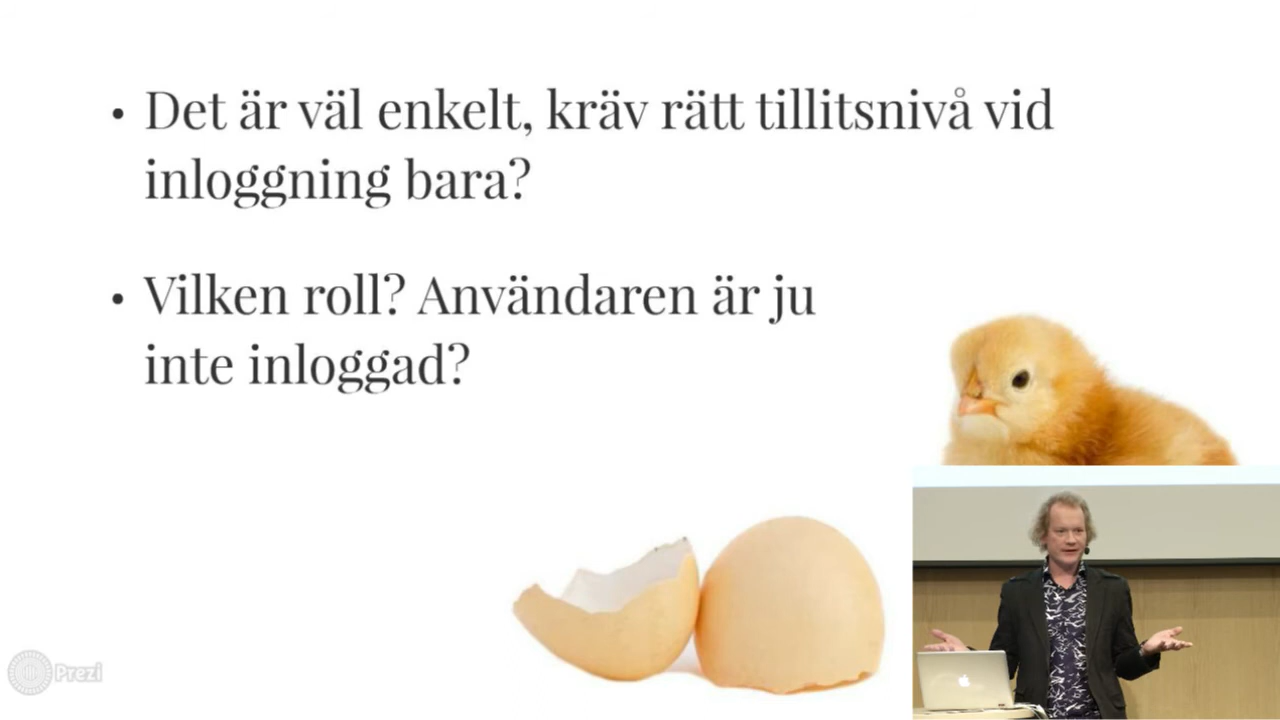 • Det är väl enkelt, kräv rätt tillitsnivå vid
inloggning bara?
• Vilken roll? Användaren är ju
inte inloggad?
Prezi